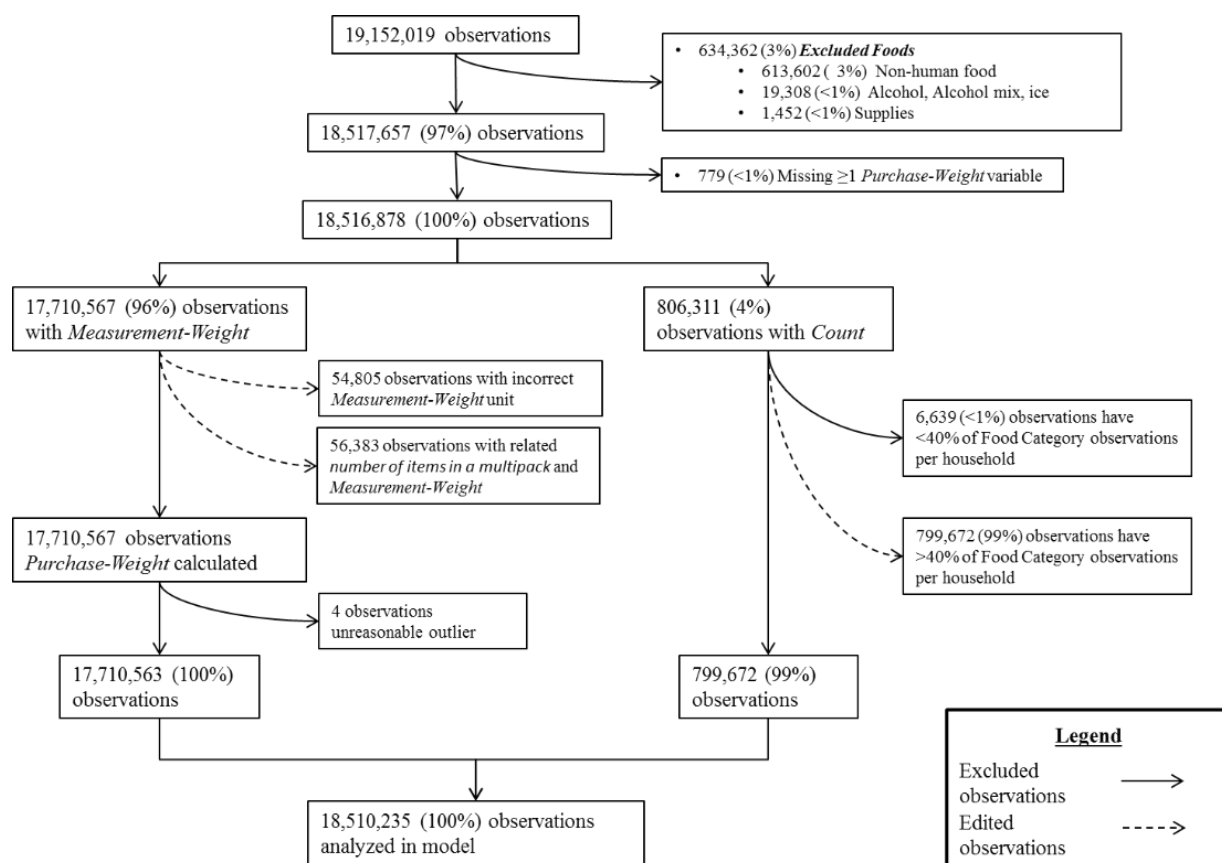 19,152,019 observations
• 634,362 (3%) Excluded Foods
• 613,602 ( 3%) Non-human food
• 19,308 (<1%) Alcohol, Alcohol mix, ice
• 1,452 (<1%) Supplies
18,517,657 (97%) observations
• 779 (<1%) Missing ≥1 Purchase-Weight variable
18,516,878 (100%) observations
17,710,567 (96%) observations
with Measurement-Weight
806,311 (4%)
observations with Count
54,805 observations with incorrect
Measurement-Weight unit
56,383 observations with related
number of items in a multipack and
Measurement-Weight
6,639 (<1%) observations have
<40% of Food Category observations
per household
799,672 (99%) observations have
>40% of Food Category observations
per household
17,710,567 observations
Purchase-Weight calculated
4 observations
unreasonable outlier
17,710,563 (100%)
observations
799,672 (99%)
observations
18,510,235 (100%) observations
analyzed in model
Legend
Excluded
observations
Edited
observations